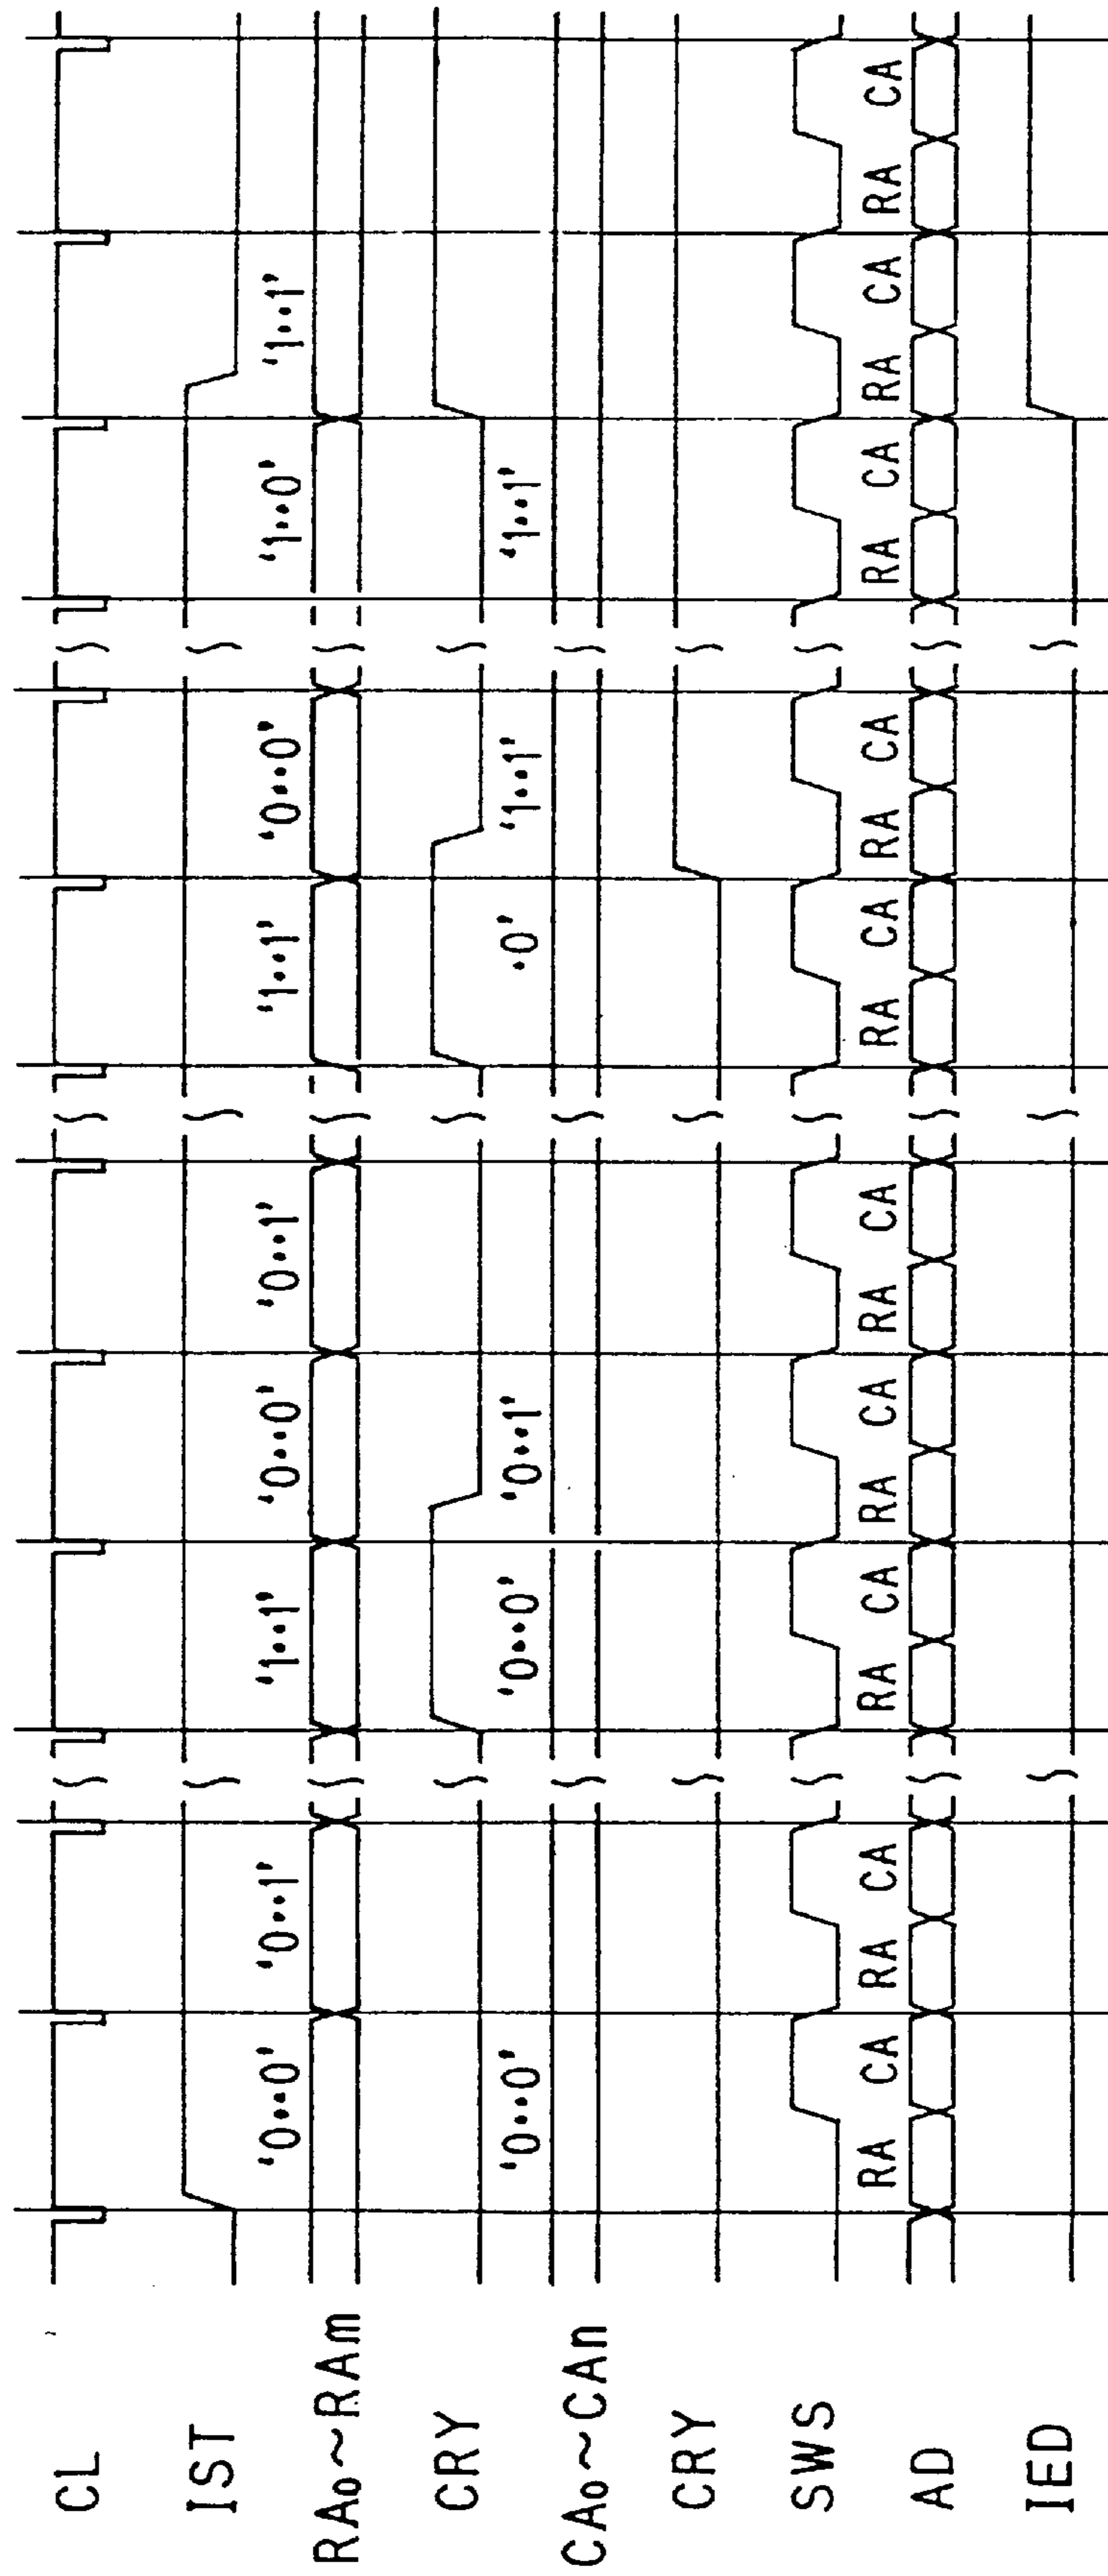 CL
IST
'0•••0' '0••1' '1••1' '0•••0' '0••1' '1••1' '0•••0' '1••0' '1••1'
RA0~RAm
CRY
'0•••0' '0•••0' '0••1' '•0' '1••1' '1••1'
CA0~CAn
CRY
SWS
RA CA RA CA RA CA RA CA RA CA RA CA RA CA RA CA RA CA RA CA
AD
IED